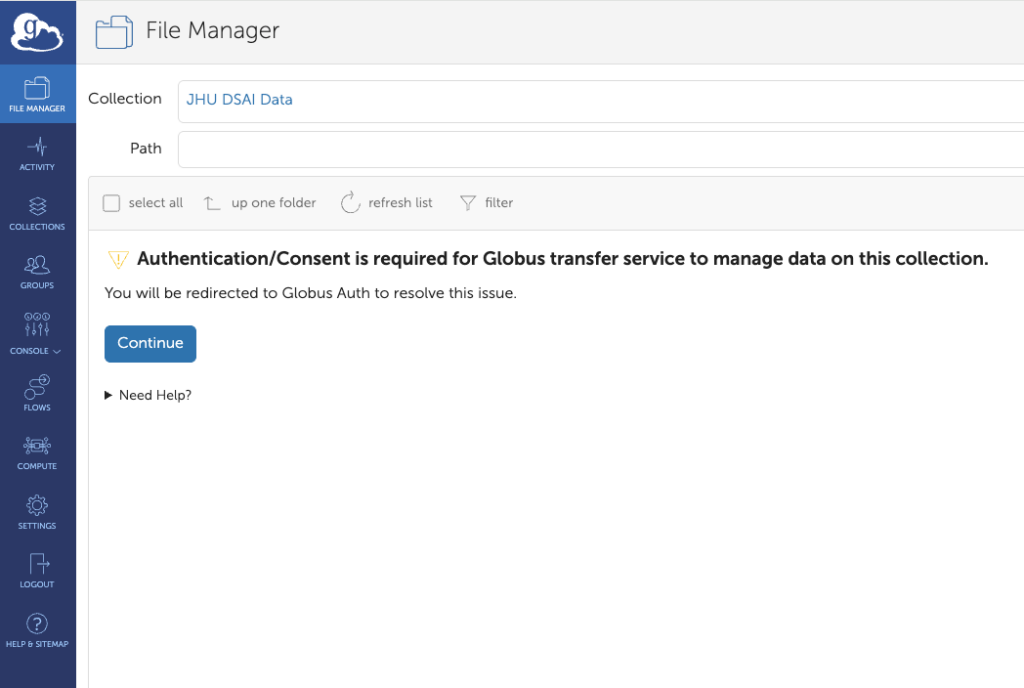 g
File Manager
FILE MANAGER
ACTIVITY
COLLECTIONS
GROUPS
CONSOLE
FLOWS
COMPUTE
SETTINGS
LOGOUT
?
HELP & SITEMAP
Collection
JHU DSAI Data
Path
select all up one folder refresh list filter
! Authentication/Consent is required for Globus transfer service to manage data on this collection.
You will be redirected to Globus Auth to resolve this issue.
Continue
Need Help?